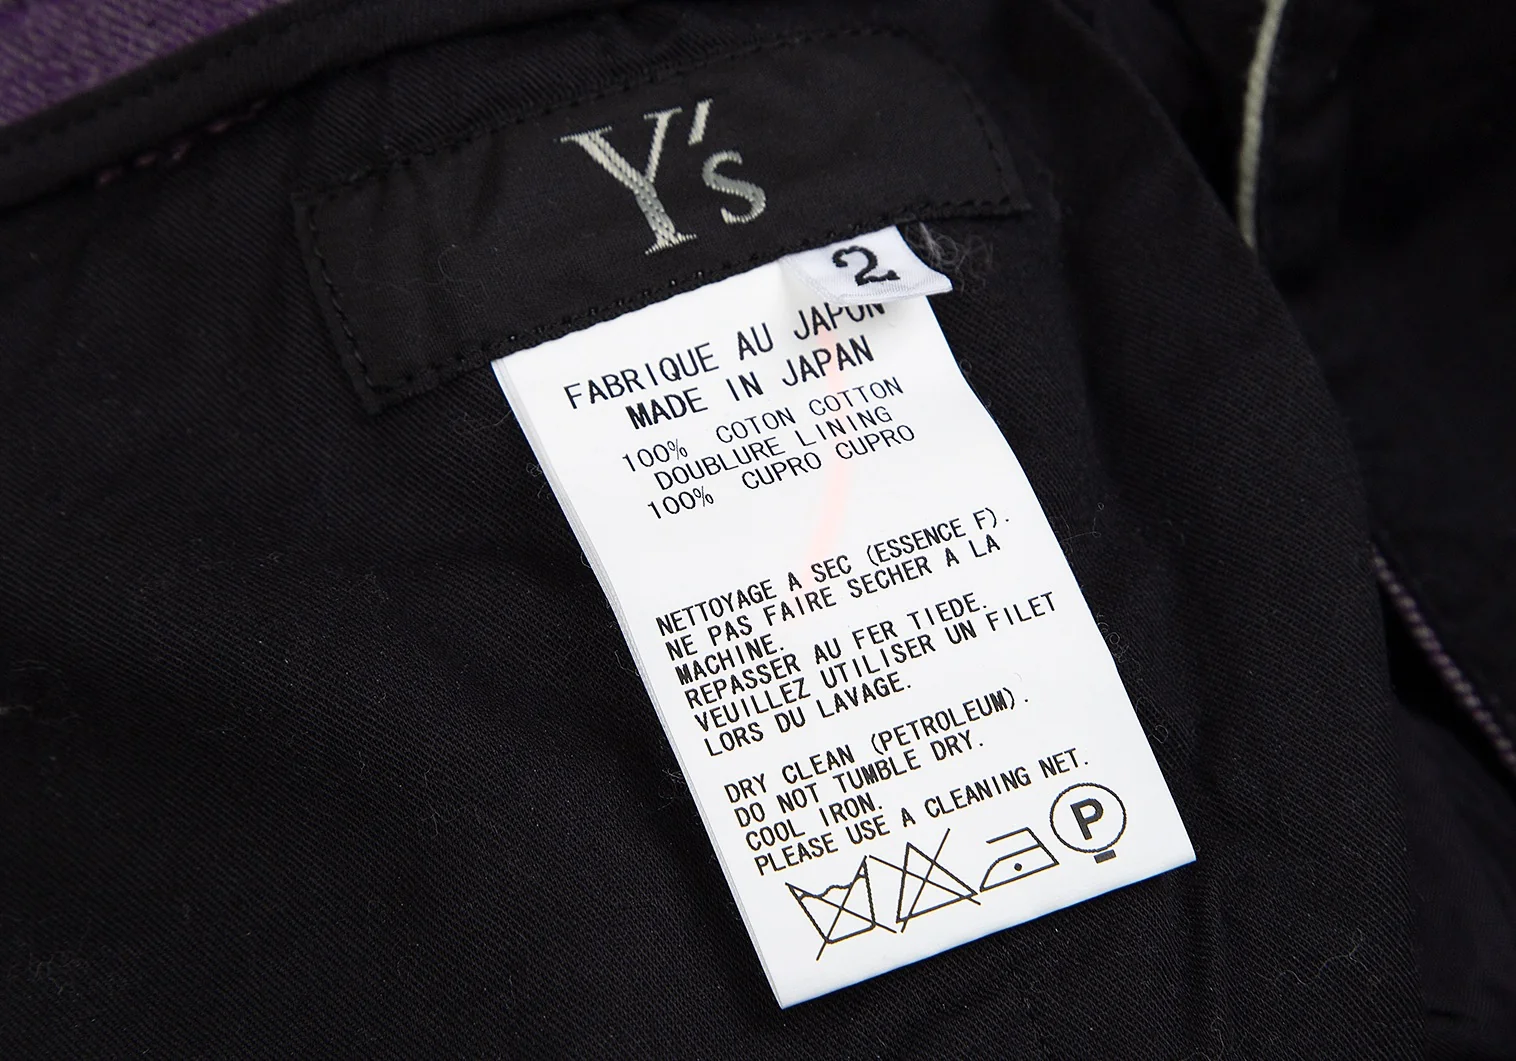 Y's
2
FABRIQUE AU JAPON
MADE IN JAPAN
100% COTON COTTON
DOUBLURE LINING
100% CUPRO CUPRO
NETTOYAGE A SEC (ESSENCE F).
NE PAS FAIRE SECHER A LA
MACHINE.
REPASSER AU FER TIEDE.
VEUILLEZ UTILISER UN FILET
LORS DU LAVAGE.
DRY CLEAN (PETROLEUM).
DO NOT TUMBLE DRY.
COOL IRON.
PLEASE USE A CLEANING NET.
P